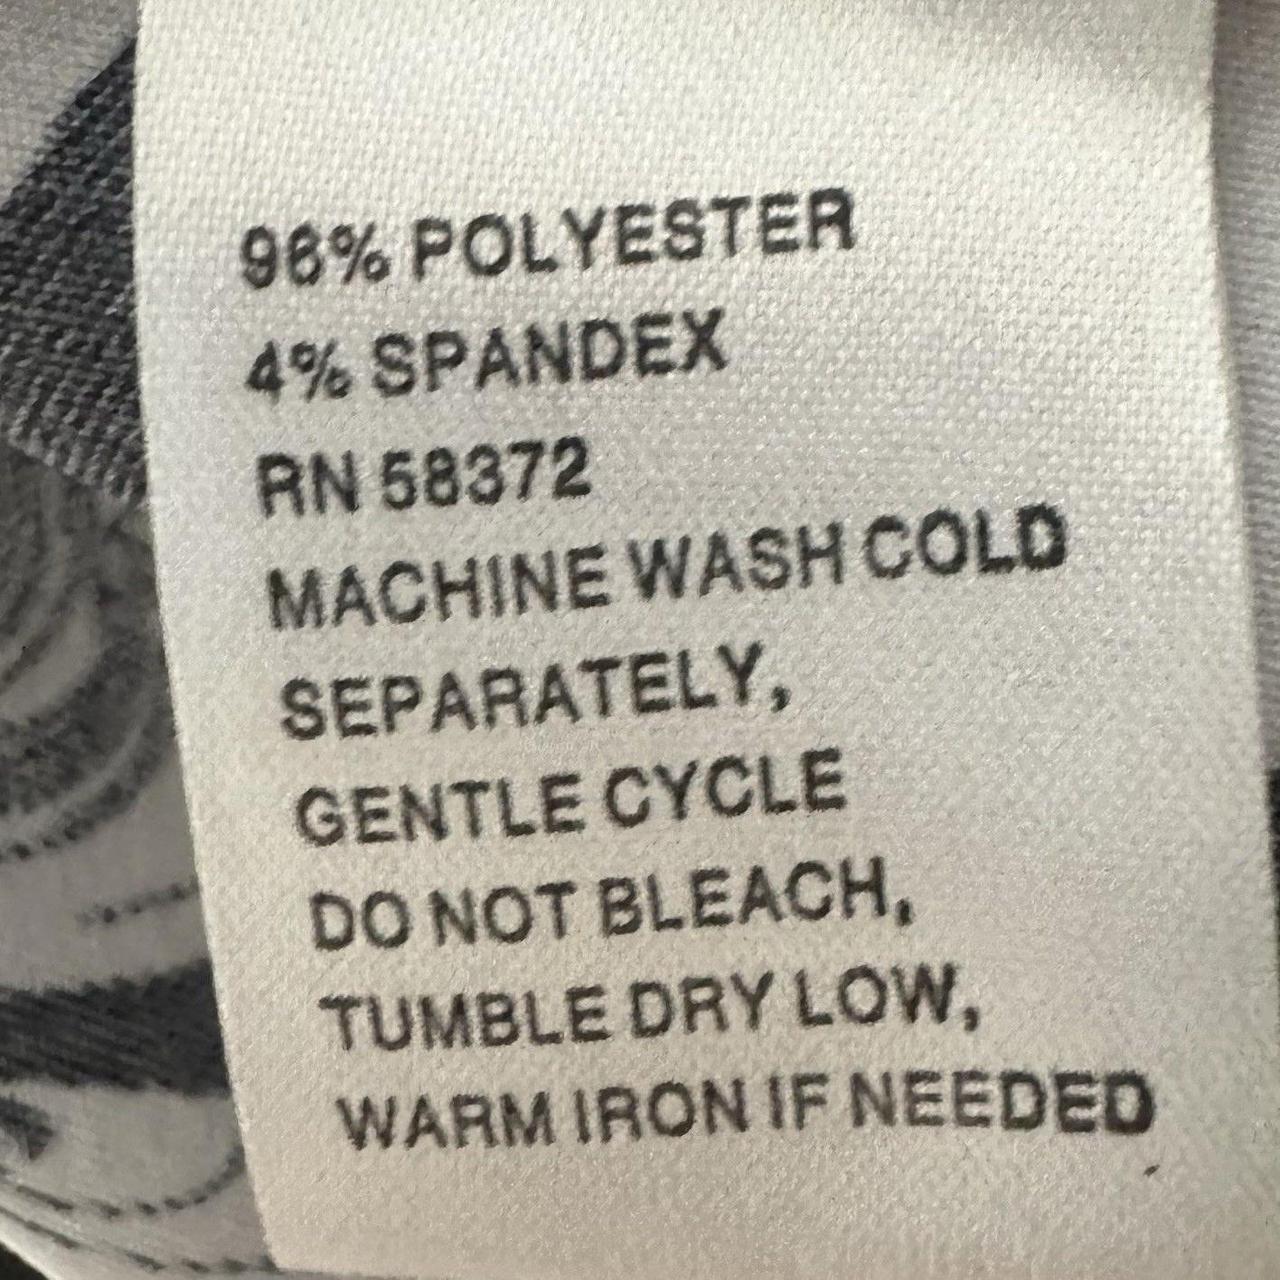 96% POLYESTER
4% SPANDEX
RN 58372
MACHINE WASH COLD
SEPARATELY,
GENTLE CYCLE
DO NOT BLEACH,
TUMBLE DRY LOW,
WARM IRON IF NEEDED